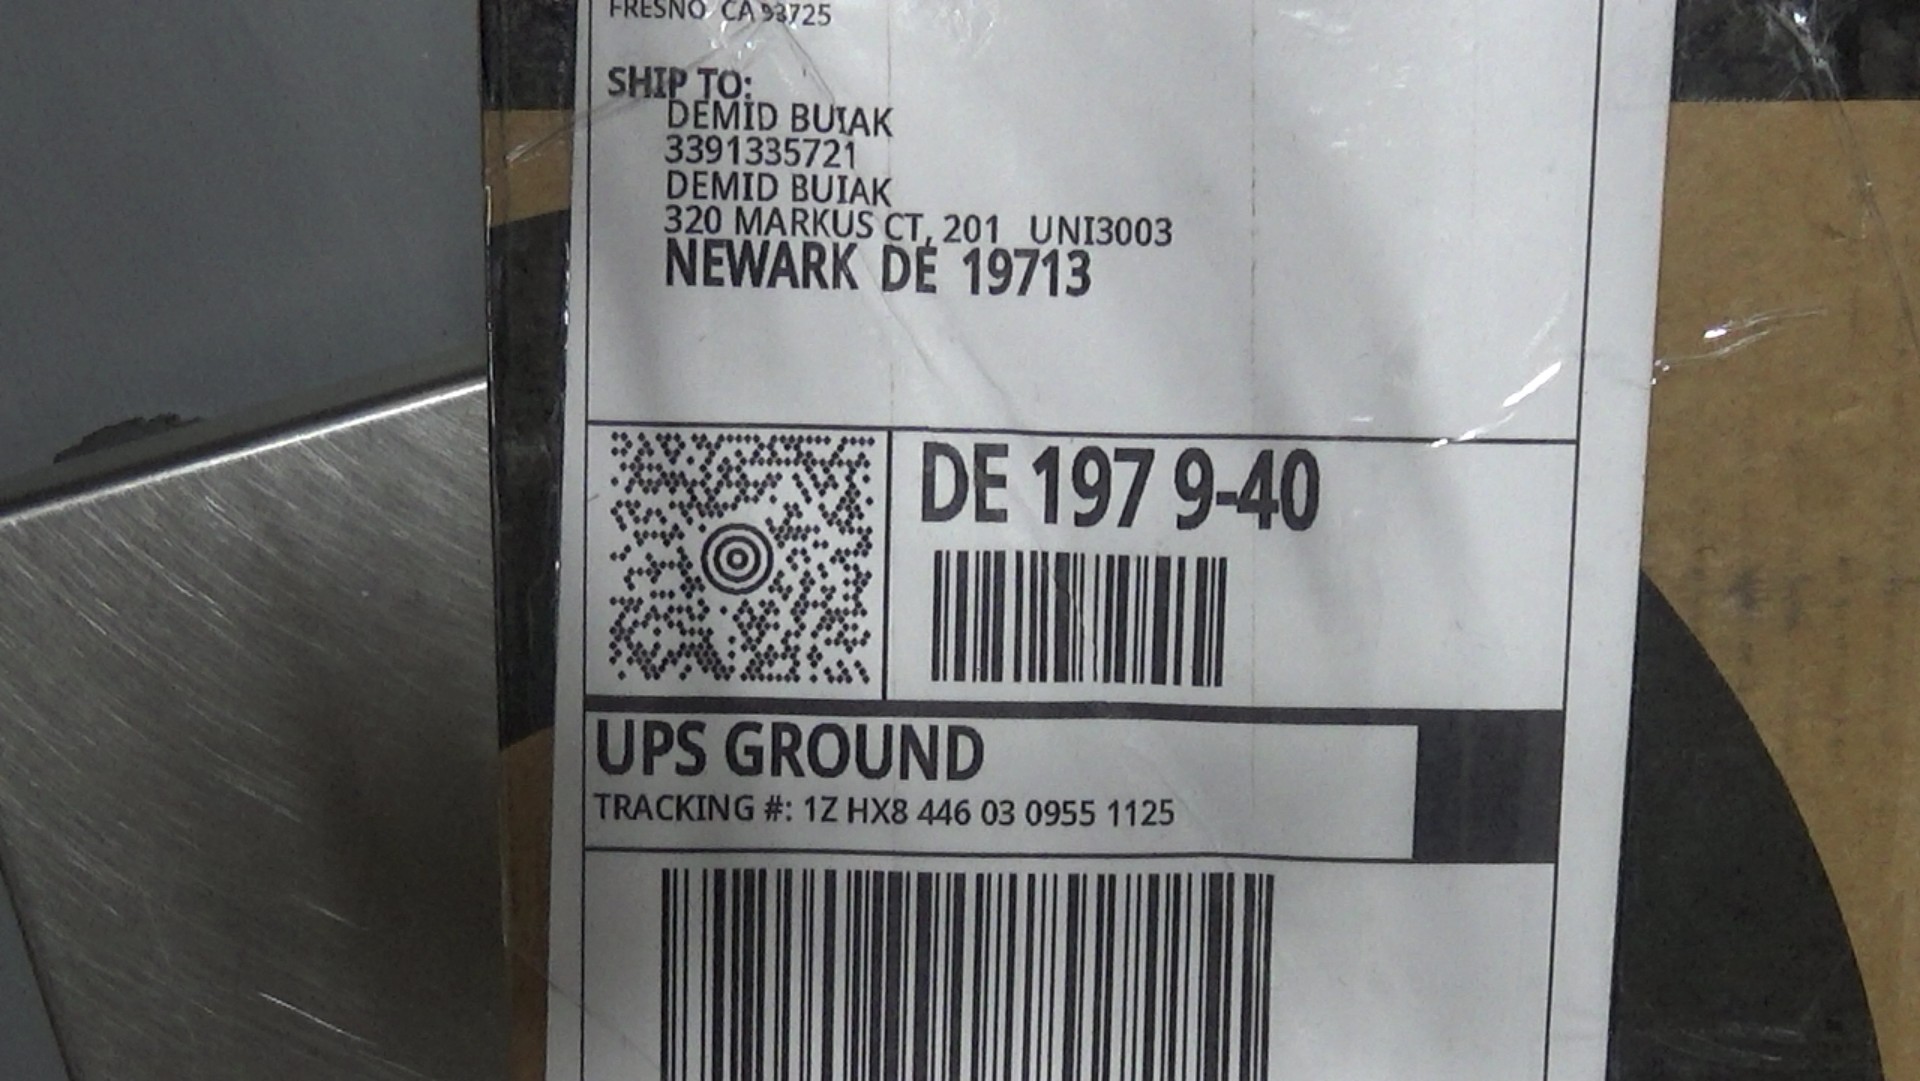 FRESNO CA 93725
SHIP TO:
DEMID BUIAK
3391335721
DEMID BUIAK
320 MARKUS CT, 201 UNI3003
NEWARK DE 19713
DE 197 9-40
UPS GROUND
TRACKING #: 1Z HX8 446 03 0955 1125